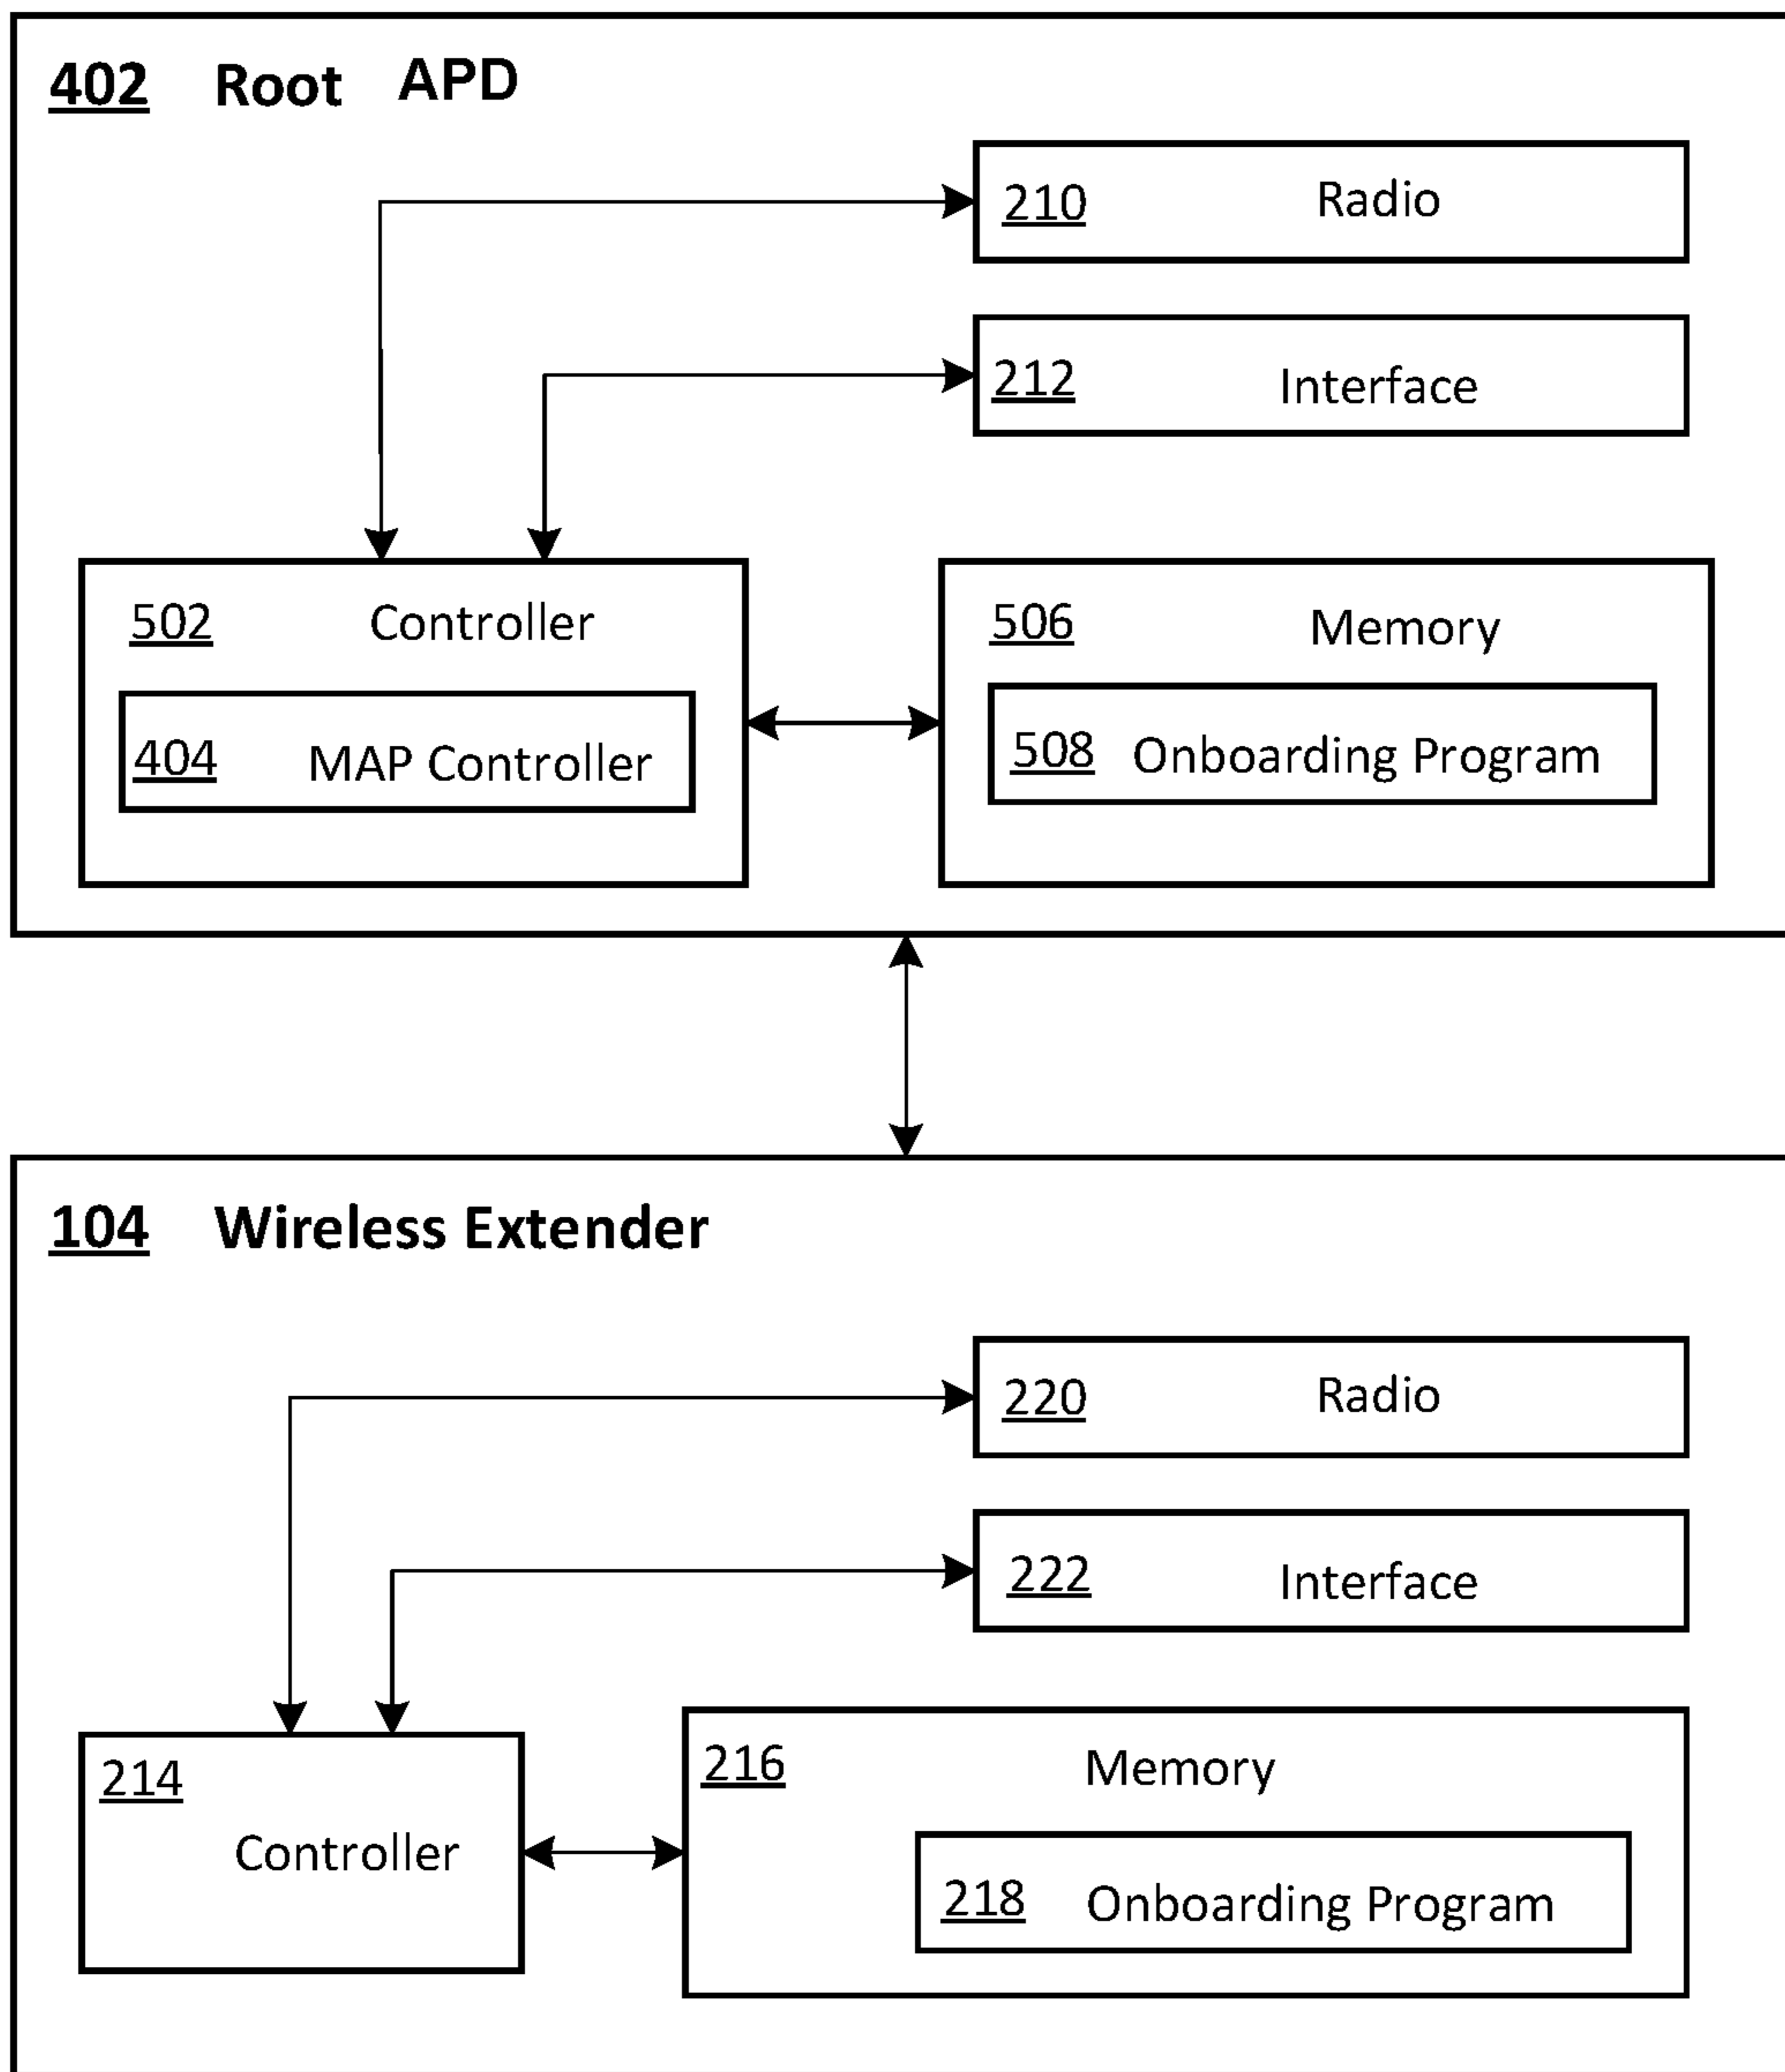 402 Root APD
210 Radio
212 Interface
502 Controller
404 MAP Controller
506 Memory
508 Onboarding Program
104 Wireless Extender
220 Radio
222 Interface
214
Controller
216 Memory
218 Onboarding Program